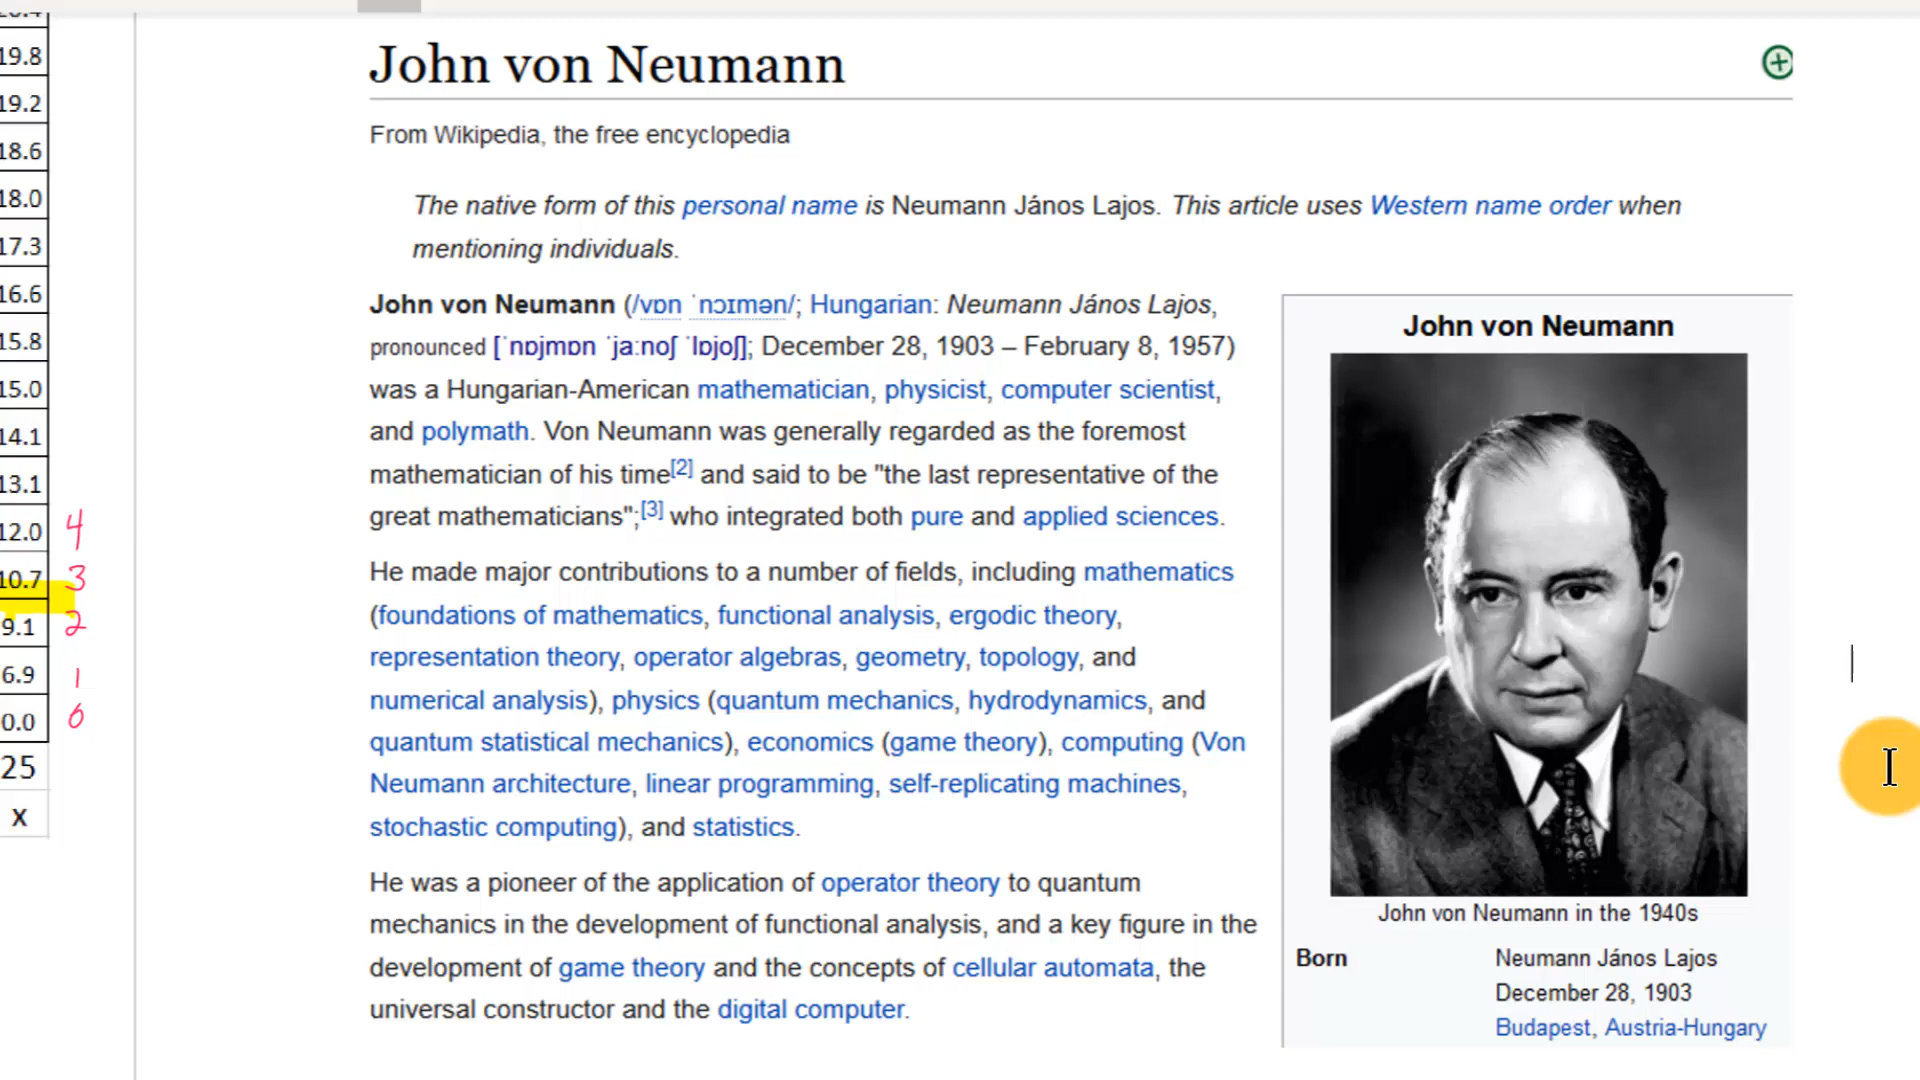 19.8
19.2
18.6
18.0
17.3
16.6
15.8
15.0
14.1
13.1
12.0 4
10.7 3
9.1 2
6.9 1
0.0 0
25
X
John von Neumann
From Wikipedia, the free encyclopedia
The native form of this personal name is Neumann János Lajos. This article uses Western name order when
mentioning individuals.
John von Neumann (/vɒn ˈnɔɪmən/; Hungarian: Neumann János Lajos,
pronounced [ˈnɒjmɒn ˈjaːnoʃ ˈlɒjoʃ]; December 28, 1903 – February 8, 1957)
was a Hungarian-American mathematician, physicist, computer scientist,
and polymath. Von Neumann was generally regarded as the foremost
mathematician of his time[2] and said to be "the last representative of the
great mathematicians";[3] who integrated both pure and applied sciences.
He made major contributions to a number of fields, including mathematics
(foundations of mathematics, functional analysis, ergodic theory,
representation theory, operator algebras, geometry, topology, and
numerical analysis), physics (quantum mechanics, hydrodynamics, and
quantum statistical mechanics), economics (game theory), computing (Von
Neumann architecture, linear programming, self-replicating machines,
stochastic computing), and statistics.
He was a pioneer of the application of operator theory to quantum
mechanics in the development of functional analysis, and a key figure in the
development of game theory and the concepts of cellular automata, the
universal constructor and the digital computer.
John von Neumann
John von Neumann in the 1940s
Born Neumann János Lajos
December 28, 1903
Budapest, Austria-Hungary